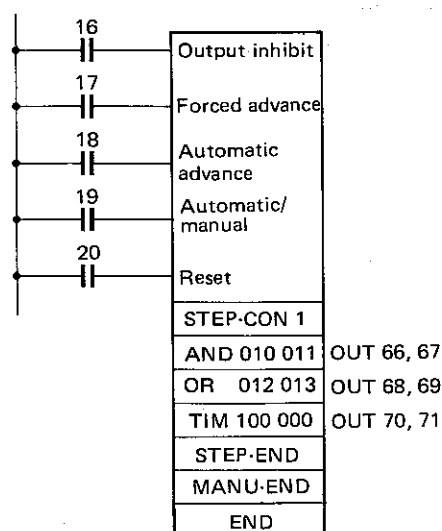 16
Output inhibit
17
Forced advance
18
Automatic
advance
19
Automatic/
manual
20
Reset
STEP·CON 1
AND 010 011 OUT 66, 67
OR 012 013 OUT 68, 69
TIM 100 000 OUT 70, 71
STEP·END
MANU·END
END